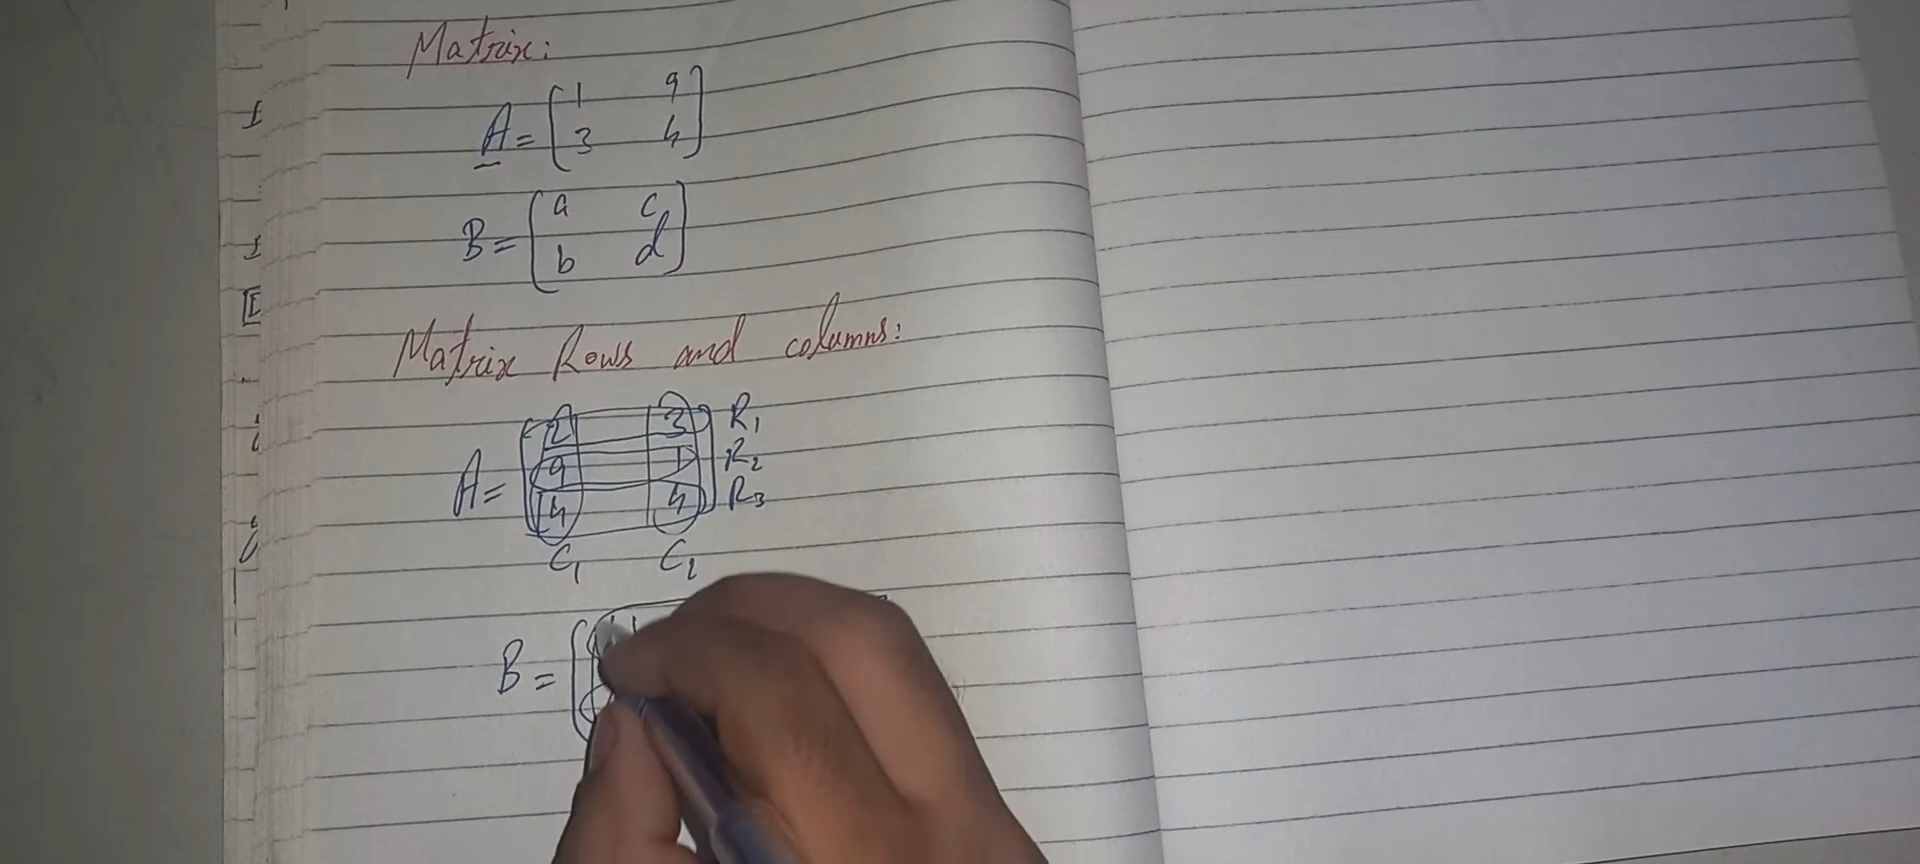 Matrix:
A = [1 9
3 4]
B = [a c
b d]
Matrix Rows and columns:
A = [2 3] R1
[9 1] R2
[4 4] R3
C1 C2
B = [